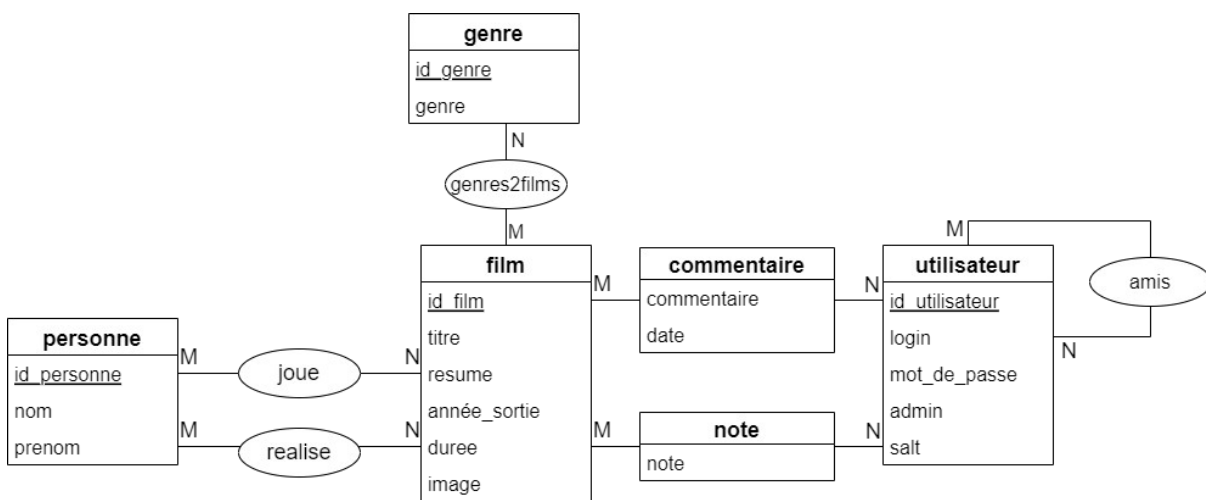 genre
id_genre
genre
N
genres2films
M
film
id_film
titre
resume
année_sortie
duree
image
personne
id_personne
nom
prenom
M
joue
N
M
realise
N
M
commentaire
commentaire
date
N
M
note
note
N
utilisateur
id_utilisateur
login
mot_de_passe
admin
salt
M
amis
N